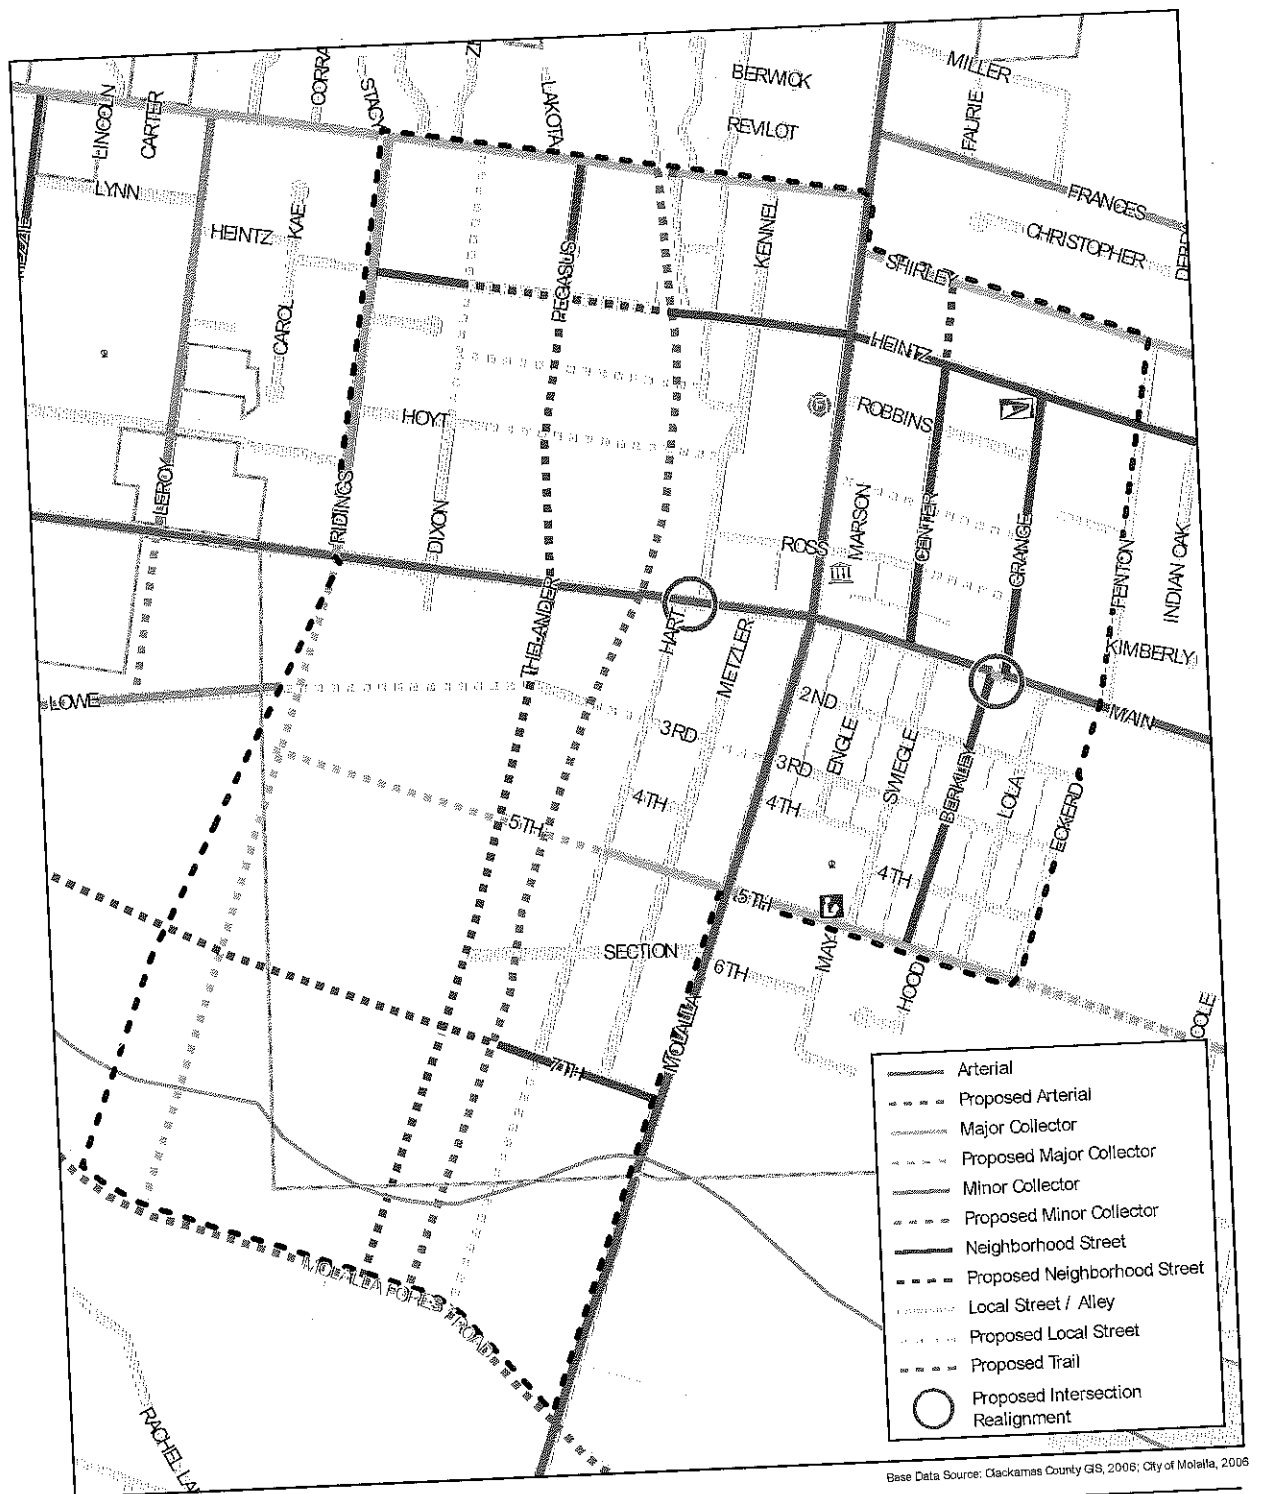 CORRA
STACY
LAKOTA
BERWICK
REVILOT
MILLER
FAURIE
LINCOLN
CARTER
LYNN
FRANCES
CHRISTOPHER
HEINTZ
KAE
KENNEL
PEGASUS
SHIRLEY
CAROL
HEINTZ
HOYT
ROBBINS
LEROY
RIDINGS
DIXON
MARSON
CENTER
GRANGE
ROSS
FENTON
INDIAN OAK
THELANDER
HART
METZLER
KIMBERLY
LOWE
2ND
MAIN
3RD
ENGLE
SWEGLE
3RD
BERKLEY
LOLA
4TH
4TH
ECKERD
5TH
4TH
5TH
SECTION
MAY
6TH
HOOD
MOLALLA
COLE
7TH
MOLALLA FOREST ROAD
RACHEL LA
Arterial
Proposed Arterial
Major Collector
Proposed Major Collector
Minor Collector
Proposed Minor Collector
Neighborhood Street
Proposed Neighborhood Street
Local Street / Alley
Proposed Local Street
Proposed Trail
Proposed Intersection
Realignment
Base Data Source: Clackamas County GIS, 2006; City of Molalla, 2006